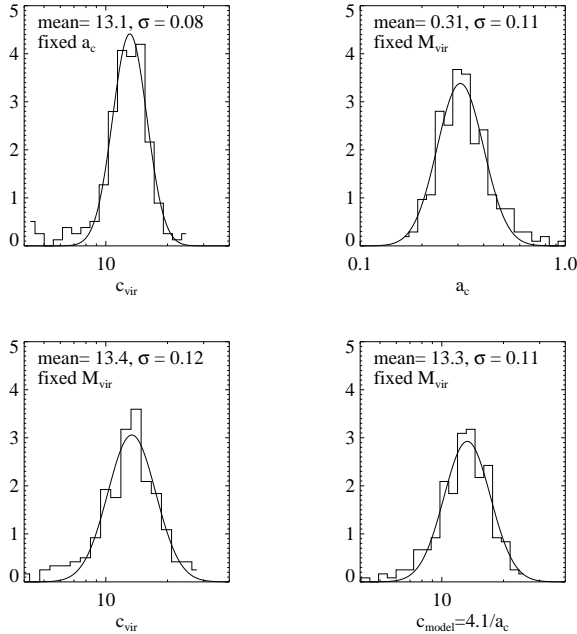 mean= 13.1, σ = 0.08
fixed a_c
5
4
3
2
1
0
10
c_vir
mean= 0.31, σ = 0.11
fixed M_vir
5
4
3
2
1
0
0.1
1.0
a_c
mean= 13.4, σ = 0.12
fixed M_vir
5
4
3
2
1
0
10
c_vir
mean= 13.3, σ = 0.11
fixed M_vir
5
4
3
2
1
0
10
c_model=4.1/a_c